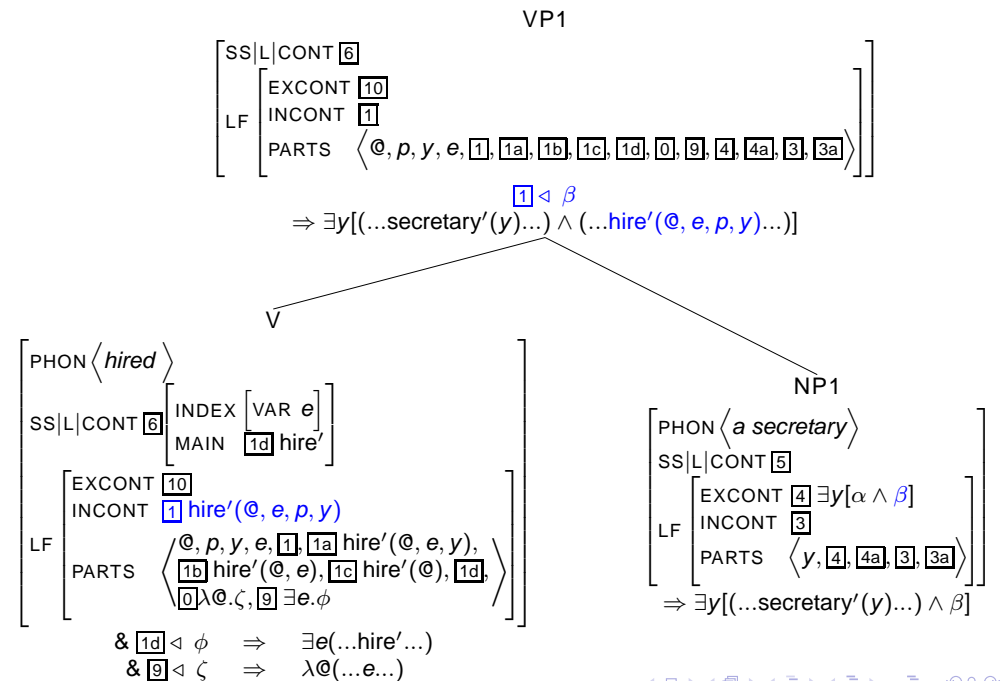 VP1
[SS|L|CONT [6]
LF [EXCONT [10]
INCONT [1]
PARTS ⟨@, p, y, e, [1], [1a], [1b], [1c], [1d], [0], [9], [4], [4a], [3], [3a]⟩]]
[1] ◁ β
⇒ ∃y[(...secretary′(y)...) ∧ (...hire′(@, e, p, y)...)]
V
[PHON ⟨hired ⟩
SS|L|CONT [6] [INDEX [VAR e]
MAIN [1d] hire′]
LF [EXCONT [10]
INCONT [1] hire′(@, e, p, y)
PARTS ⟨@, p, y, e, [1], [1a] hire′(@, e, y),
[1b] hire′(@, e), [1c] hire′(@), [1d],
[0]λ@.ζ, [9] ∃e.φ⟩]]
& [1d] ◁ φ ⇒ ∃e(...hire′...)
& [9] ◁ ζ ⇒ λ@(...e...)
NP1
[PHON ⟨a secretary⟩
SS|L|CONT [5]
LF [EXCONT [4] ∃y[α ∧ β]
INCONT [3]
PARTS ⟨y, [4], [4a], [3], [3a]⟩]]
⇒ ∃y[(...secretary′(y)...) ∧ β]